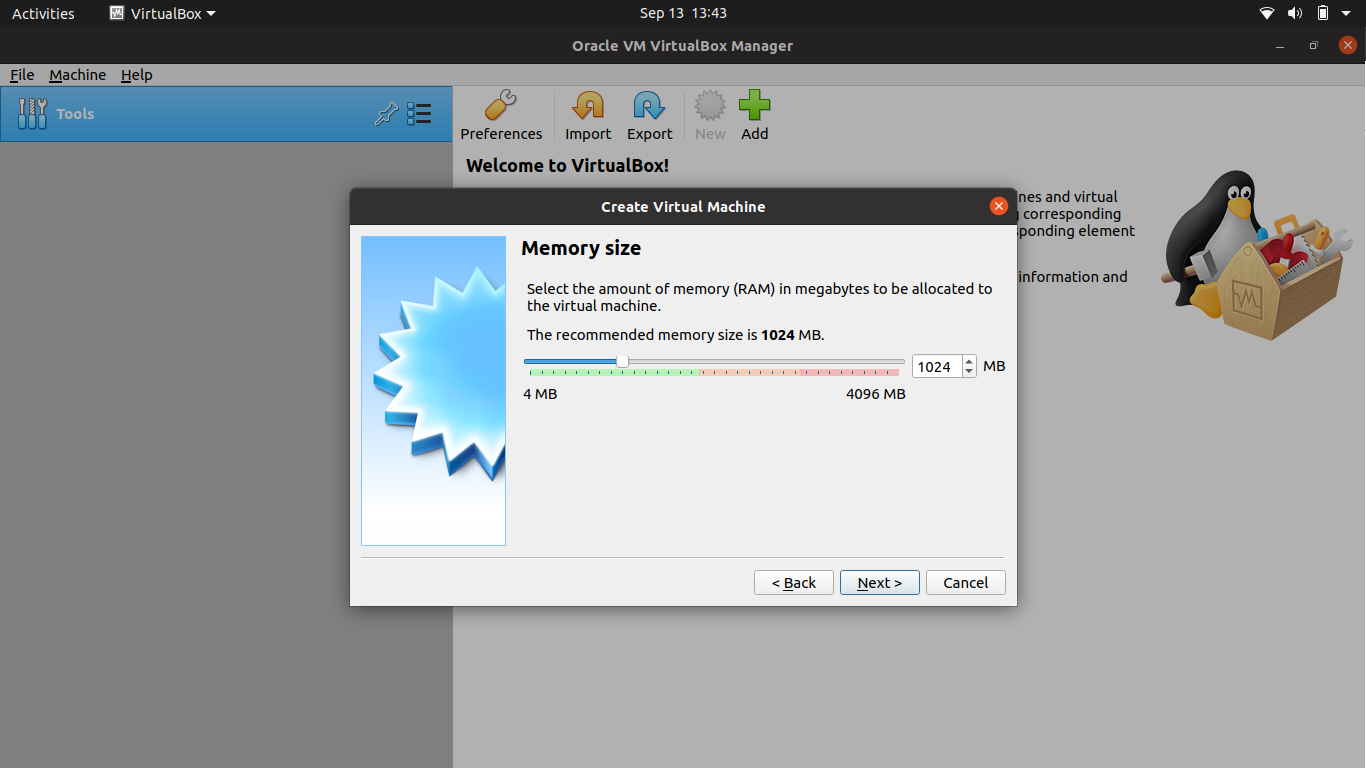 Activities VirtualBox Sep 13 13:43
Oracle VM VirtualBox Manager
File Machine Help
Tools
Preferences Import Export New Add
Welcome to VirtualBox!
nes and virtual
corresponding
sponding element
information and
Create Virtual Machine
Memory size
Select the amount of memory (RAM) in megabytes to be allocated to
the virtual machine.
The recommended memory size is 1024 MB.
1024 MB
4 MB 4096 MB
< Back Next > Cancel